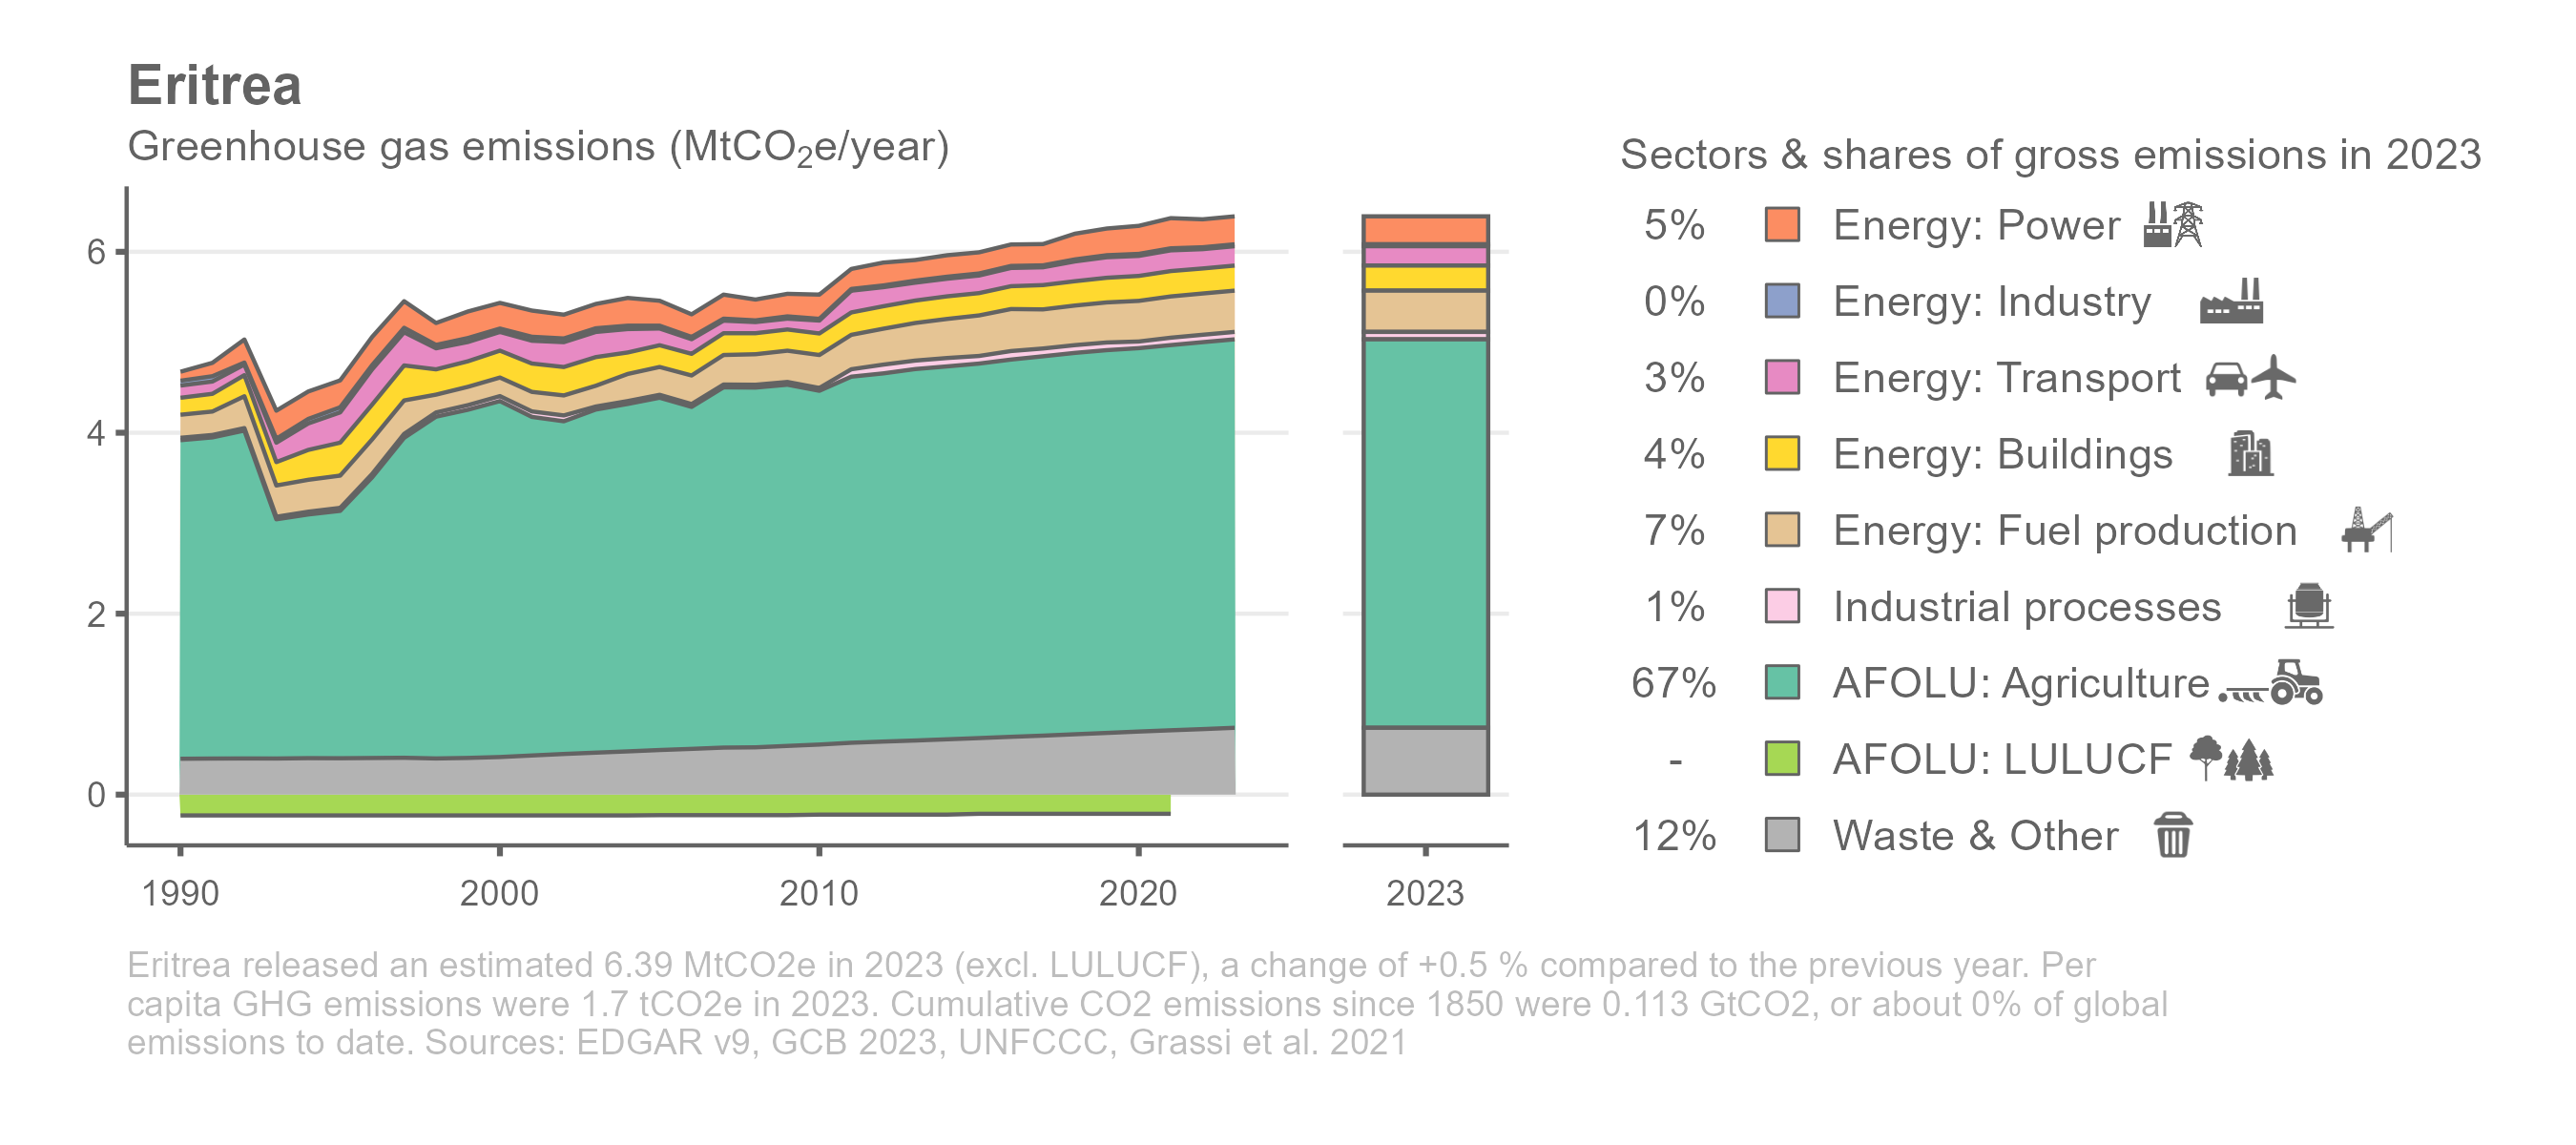 Eritrea
Greenhouse gas emissions (MtCO₂e/year)
6
4
2
0
1990 2000 2010 2020 2023
Sectors & shares of gross emissions in 2023
5% Energy: Power
0% Energy: Industry
3% Energy: Transport
4% Energy: Buildings
7% Energy: Fuel production
1% Industrial processes
67% AFOLU: Agriculture
- AFOLU: LULUCF
12% Waste & Other
Eritrea released an estimated 6.39 MtCO2e in 2023 (excl. LULUCF), a change of +0.5 % compared to the previous year. Per
capita GHG emissions were 1.7 tCO2e in 2023. Cumulative CO2 emissions since 1850 were 0.113 GtCO2, or about 0% of global
emissions to date. Sources: EDGAR v9, GCB 2023, UNFCCC, Grassi et al. 2021